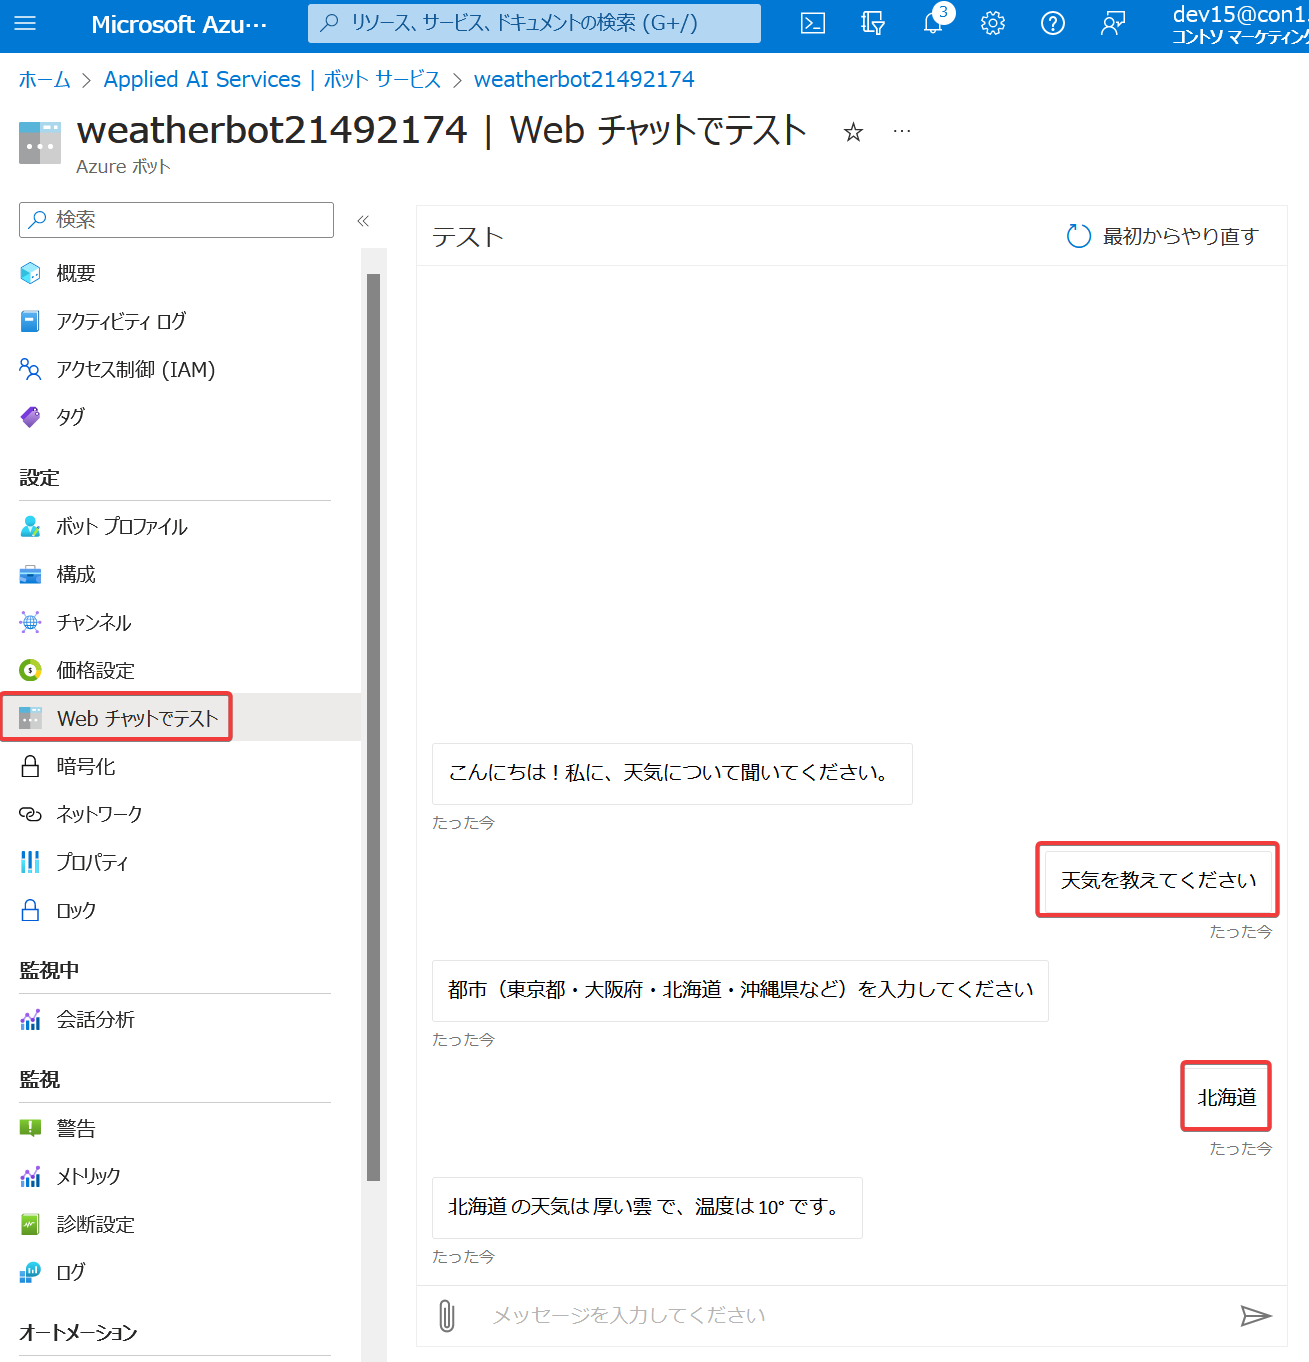 Microsoft Azu···
リソース、サービス、ドキュメントの検索 (G+/)
3
dev15@con1
コントソ マーケティング
ホーム > Applied AI Services | ボット サービス > weatherbot21492174
weatherbot21492174 | Web チャットでテスト
Azure ボット
検索
概要
アクティビティ ログ
アクセス制御 (IAM)
タグ
設定
ボット プロファイル
構成
チャンネル
価格設定
Web チャットでテスト
暗号化
ネットワーク
プロパティ
ロック
監視中
会話分析
監視
警告
メトリック
診断設定
ログ
オートメーション
テスト
最初からやり直す
こんにちは！私に、天気について聞いてください。
たった今
天気を教えてください
たった今
都市（東京都・大阪府・北海道・沖縄県など）を入力してください
たった今
北海道
たった今
北海道 の天気は 厚い雲 で、温度は 10° です。
たった今
メッセージを入力してください